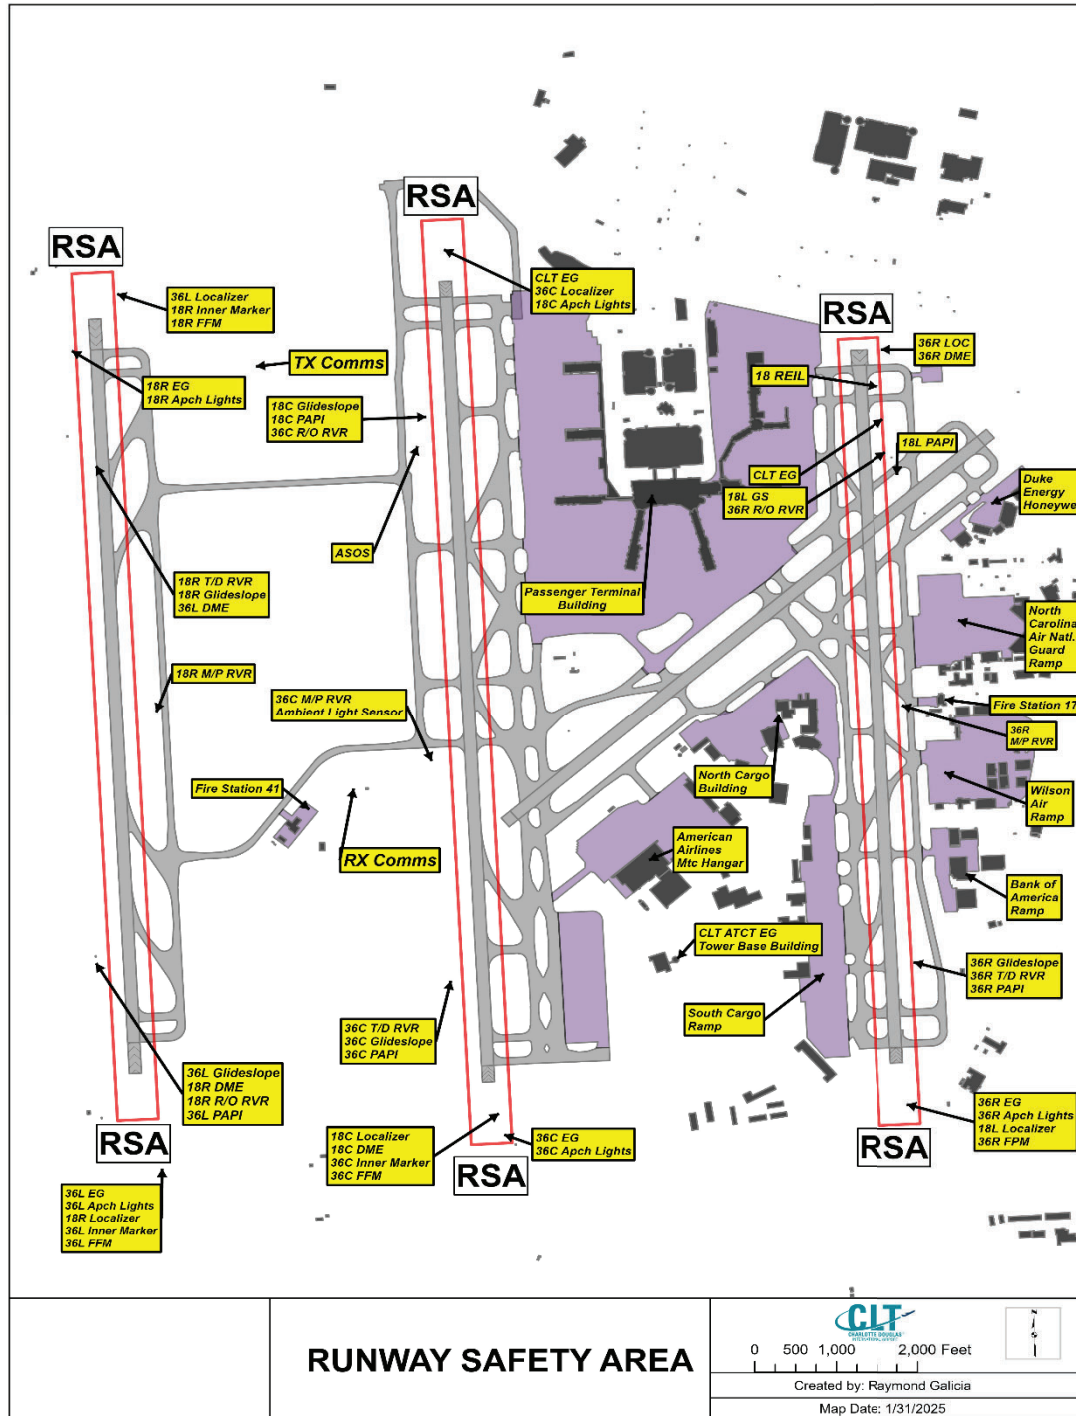 RSA
RSA
36L Localizer
18R Inner Marker
18R FFM
CLT EG
36C Localizer
18C Apch Lights
RSA
36R LOC
36R DME
TX Comms
18R EG
18R Apch Lights
18 REIL
18C Glideslope
18C PAPI
36C R/O RVR
18L PAPI
CLT EG
18L GS
36R R/O RVR
Duke
Energy
Honeywe
ASOS
18R T/D RVR
18R Glideslope
36L DME
Passenger Terminal
Building
North
Carolina
Air Natl.
Guard
Ramp
18R M/P RVR
36C M/P RVR
Ambient Light Sensor
Fire Station 17
36R
M/P RVR
North Cargo
Building
Fire Station 41
Wilson
Air
Ramp
RX Comms
American
Airlines
Mtc Hangar
Bank of
America
Ramp
CLT ATCT EG
Tower Base Building
36R Glideslope
36R T/D RVR
36R PAPI
South Cargo
Ramp
36C T/D RVR
36C Glideslope
36C PAPI
36L Glideslope
18R DME
18R R/O RVR
36L PAPI
36R EG
36R Apch Lights
18L Localizer
36R FPM
RSA
18C Localizer
18C DME
36C Inner Marker
36C FFM
36C EG
36C Apch Lights
RSA
RSA
36L EG
36L Apch Lights
18R Localizer
36L Inner Marker
36L FFM
RUNWAY SAFETY AREA
CLT
CHARLOTTE DOUGLAS
INTERNATIONAL AIRPORT
0 500 1,000 2,000 Feet
Created by: Raymond Galicia
Map Date: 1/31/2025